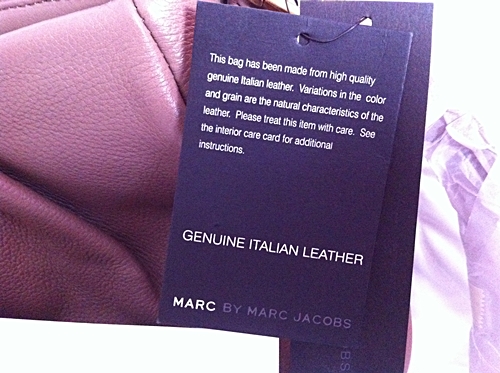 This bag has been made from high quality
genuine Italian leather. Variations in the color
and grain are the natural characteristics of the
leather. Please treat this item with care. See
the interior care card for additional
instructions.
GENUINE ITALIAN LEATHER
MARC BY MARC JACOBS
OBS